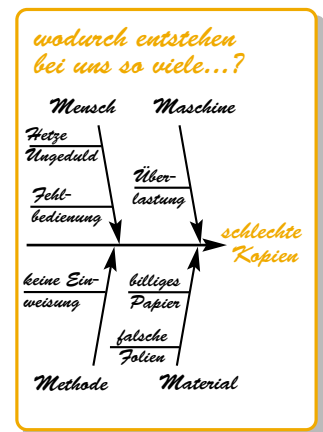 wodurch entstehen
bei uns so viele...?
Mensch
Maschine
Hetze
Ungeduld
Über-
lastung
Fehl-
bedienung
schlechte
Kopien
keine Ein-
weisung
billiges
Papier
falsche
Folien
Methode
Material